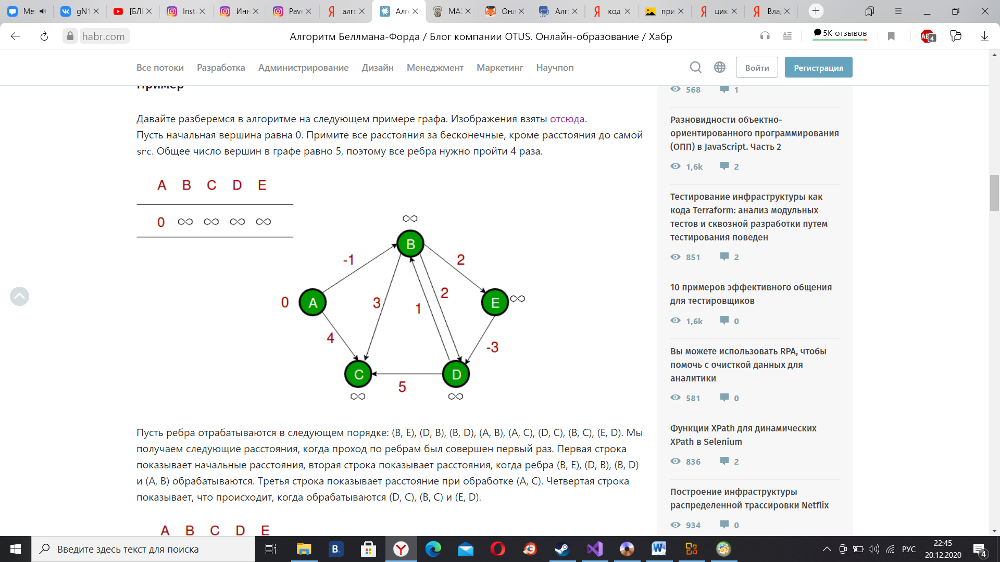 Ме
gN1
[БЛ
Inst
Инн
Pave
алго
Алго
MAX
Онл
Алго
код
при
цик
Вла
habr.com
Алгоритм Беллмана-Форда / Блог компании OTUS. Онлайн-образование / Хабр
5K отзывов
4
Все потоки Разработка Администрирование Дизайн Менеджмент Маркетинг Научпоп
Войти
Регистрация
Пример
Давайте разберемся в алгоритме на следующем примере графа. Изображения взяты отсюда.
Пусть начальная вершина равна 0. Примите все расстояния за бесконечные, кроме расстояния до самой
src. Общее число вершин в графе равно 5, поэтому все ребра нужно пройти 4 раза.
A B C D E
0 ∞ ∞ ∞ ∞
∞
B
-1
2
2
A
0
3
1
E
∞
4
-3
C
D
5
∞
∞
Пусть ребра отрабатываются в следующем порядке: (B, E), (D, B), (B, D), (A, B), (A, C), (D, C), (B, C), (E, D). Мы
получаем следующие расстояния, когда проход по ребрам был совершен первый раз. Первая строка
показывает начальные расстояния, вторая строка показывает расстояния, когда ребра (B, E), (D, B), (B, D)
и (A, B) обрабатываются. Третья строка показывает расстояние при обработке (A, C). Четвертая строка
показывает, что происходит, когда обрабатываются (D, C), (B, C) и (E, D).
A B C D E
568 1
Разновидности объектно-
ориентированного программирования
(ОПП) в JavaScript. Часть 2
1,6k 2
Тестирование инфраструктуры как
кода Terraform: анализ модульных
тестов и сквозной разработки путем
тестирования поведен
851 2
10 примеров эффективного общения
для тестировщиков
1,6k 0
Вы можете использовать RPA, чтобы
помочь с очисткой данных для
аналитики
581 0
Функции XPath для динамических
XPath в Selenium
836 2
Построение инфраструктуры
распределенной трассировки Netflix
934 0
Введите здесь текст для поиска
B.
РУС
22:45
20.12.2020
4